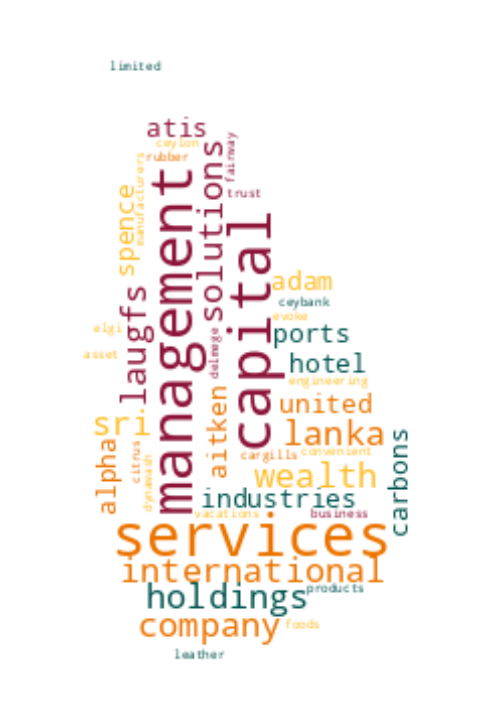 limited
atis
ceylon
rubber
manufacturers
fairway
trust
spence
management
solutions
capital
adam
ceybank
evoke
ports
laugfs
elgi
delmege
asset
hotel
engineering
aitken
united
sri
lanka
alpha
citrus
dynawash
cargills
convenient
wealth
carbons
industries
vacations
business
services
international
holdings
products
company
foods
leather